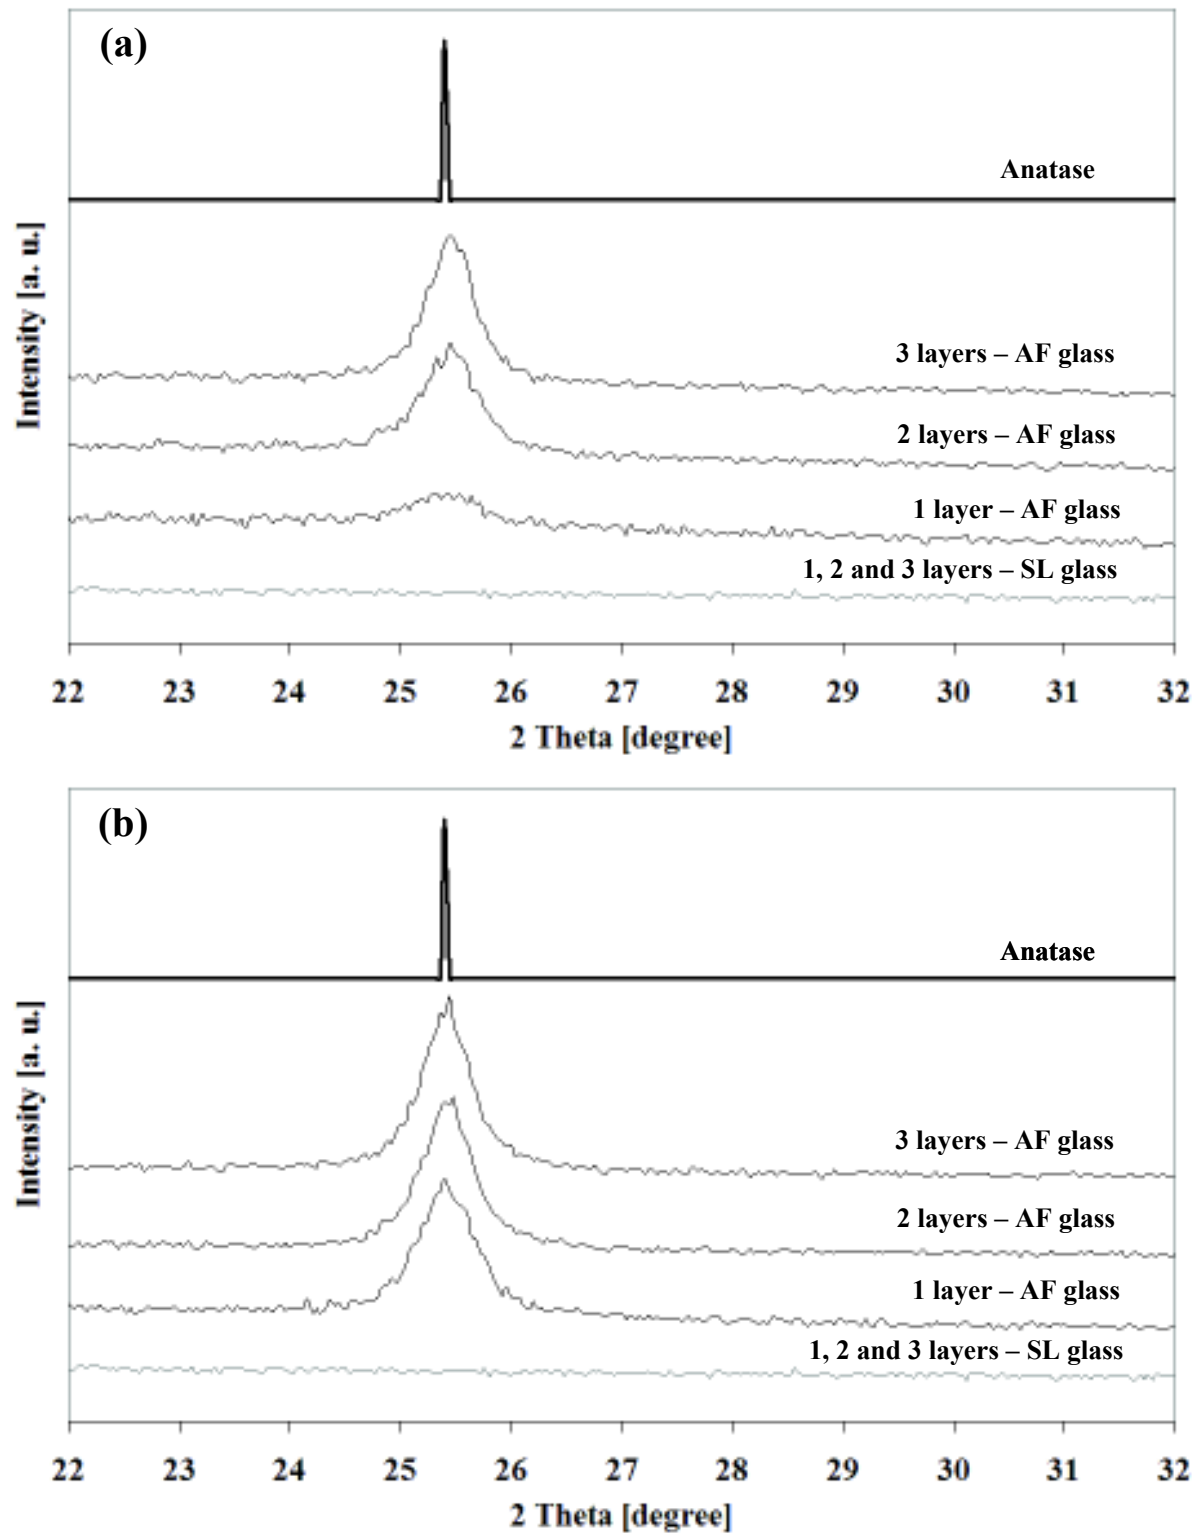 (a)
Anatase
Intensity [a. u.]
3 layers – AF glass
2 layers – AF glass
1 layer – AF glass
1, 2 and 3 layers – SL glass
22 23 24 25 26 27 28 29 30 31 32
2 Theta [degree]
(b)
Anatase
Intensity [a. u.]
3 layers – AF glass
2 layers – AF glass
1 layer – AF glass
1, 2 and 3 layers – SL glass
22 23 24 25 26 27 28 29 30 31 32
2 Theta [degree]